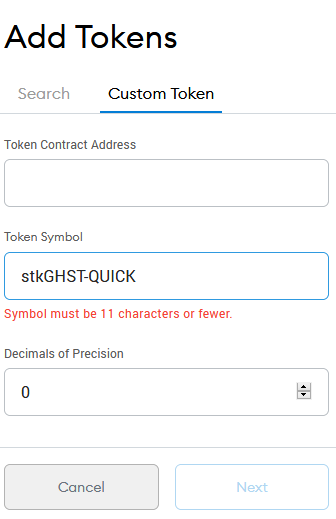 Add Tokens
Search Custom Token
Token Contract Address
Token Symbol
stkGHST-QUICK
Symbol must be 11 characters or fewer.
Decimals of Precision
0
Cancel Next